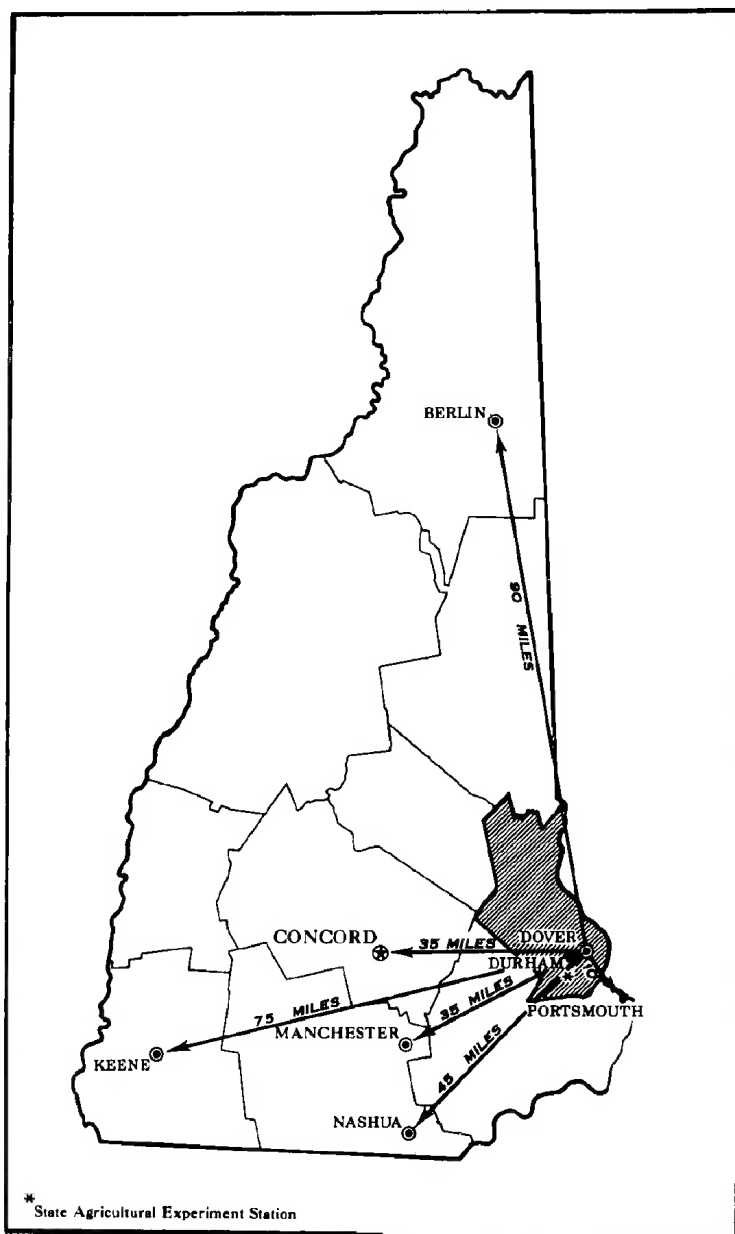 BERLIN
90 MILES
CONCORD
35 MILES
DOVER
DURHAM
*
10
PORTSMOUTH
75 MILES
35 MILES
MANCHESTER
KEENE
45 MILES
NASHUA
* State Agricultural Experiment Station